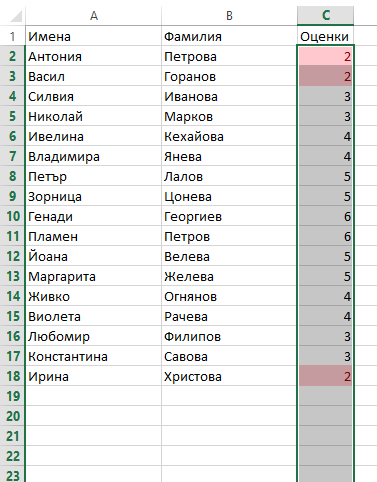 A B C
1 Имена Фамилия Оценки
2 Антония Петрова 2
3 Васил Горанов 2
4 Силвия Иванова 3
5 Николай Марков 3
6 Ивелина Кехайова 4
7 Владимира Янева 4
8 Петър Лалов 5
9 Зорница Цонева 5
10 Генади Георгиев 6
11 Пламен Петров 6
12 Йоана Велева 5
13 Маргарита Желева 5
14 Живко Огнянов 4
15 Виолета Рачева 4
16 Любомир Филипов 3
17 Константина Савова 3
18 Ирина Христова 2
19
20
21
22
23